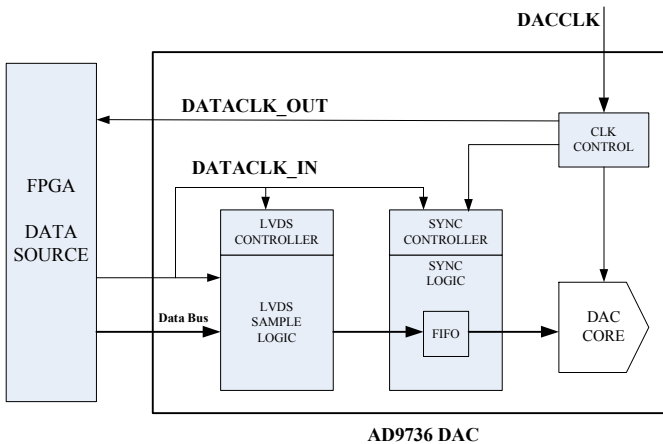 DACCLK
DATACLK_OUT
CLK
CONTROL
DATACLK_IN
FPGA
DATA
SOURCE
LVDS
CONTROLLER
SYNC
CONTROLLER
SYNC
LOGIC
LVDS
SAMPLE
LOGIC
Data Bus
FIFO
DAC
CORE
AD9736 DAC